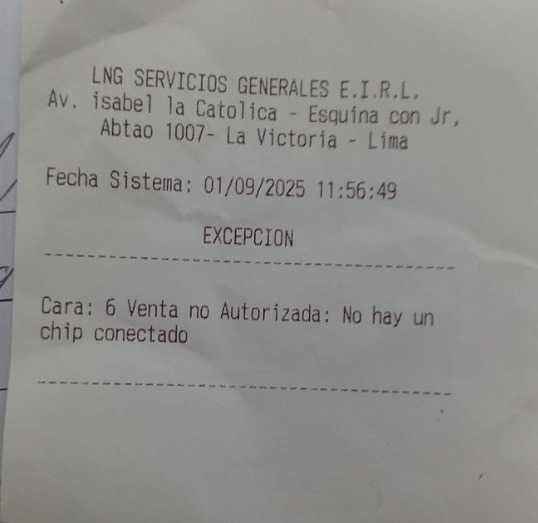 LNG SERVICIOS GENERALES E.I.R.L.
Av. isabel la Catolica - Esquina con Jr,
Abtao 1007- La Victoria - Lima
Fecha Sistema: 01/09/2025 11:56:49
EXCEPCION
Cara: 6 Venta no Autorizada: No hay un
chip conectado